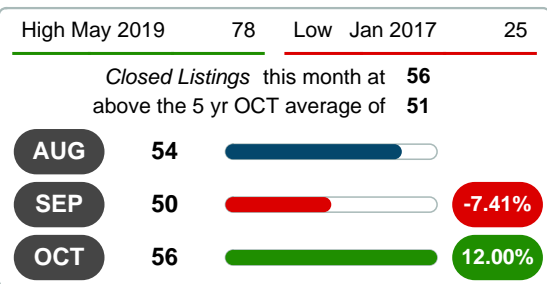 High May 2019 78 Low Jan 2017 25
Closed Listings this month at 56
above the 5 yr OCT average of 51
AUG 54
SEP 50 -7.41%
OCT 56 12.00%